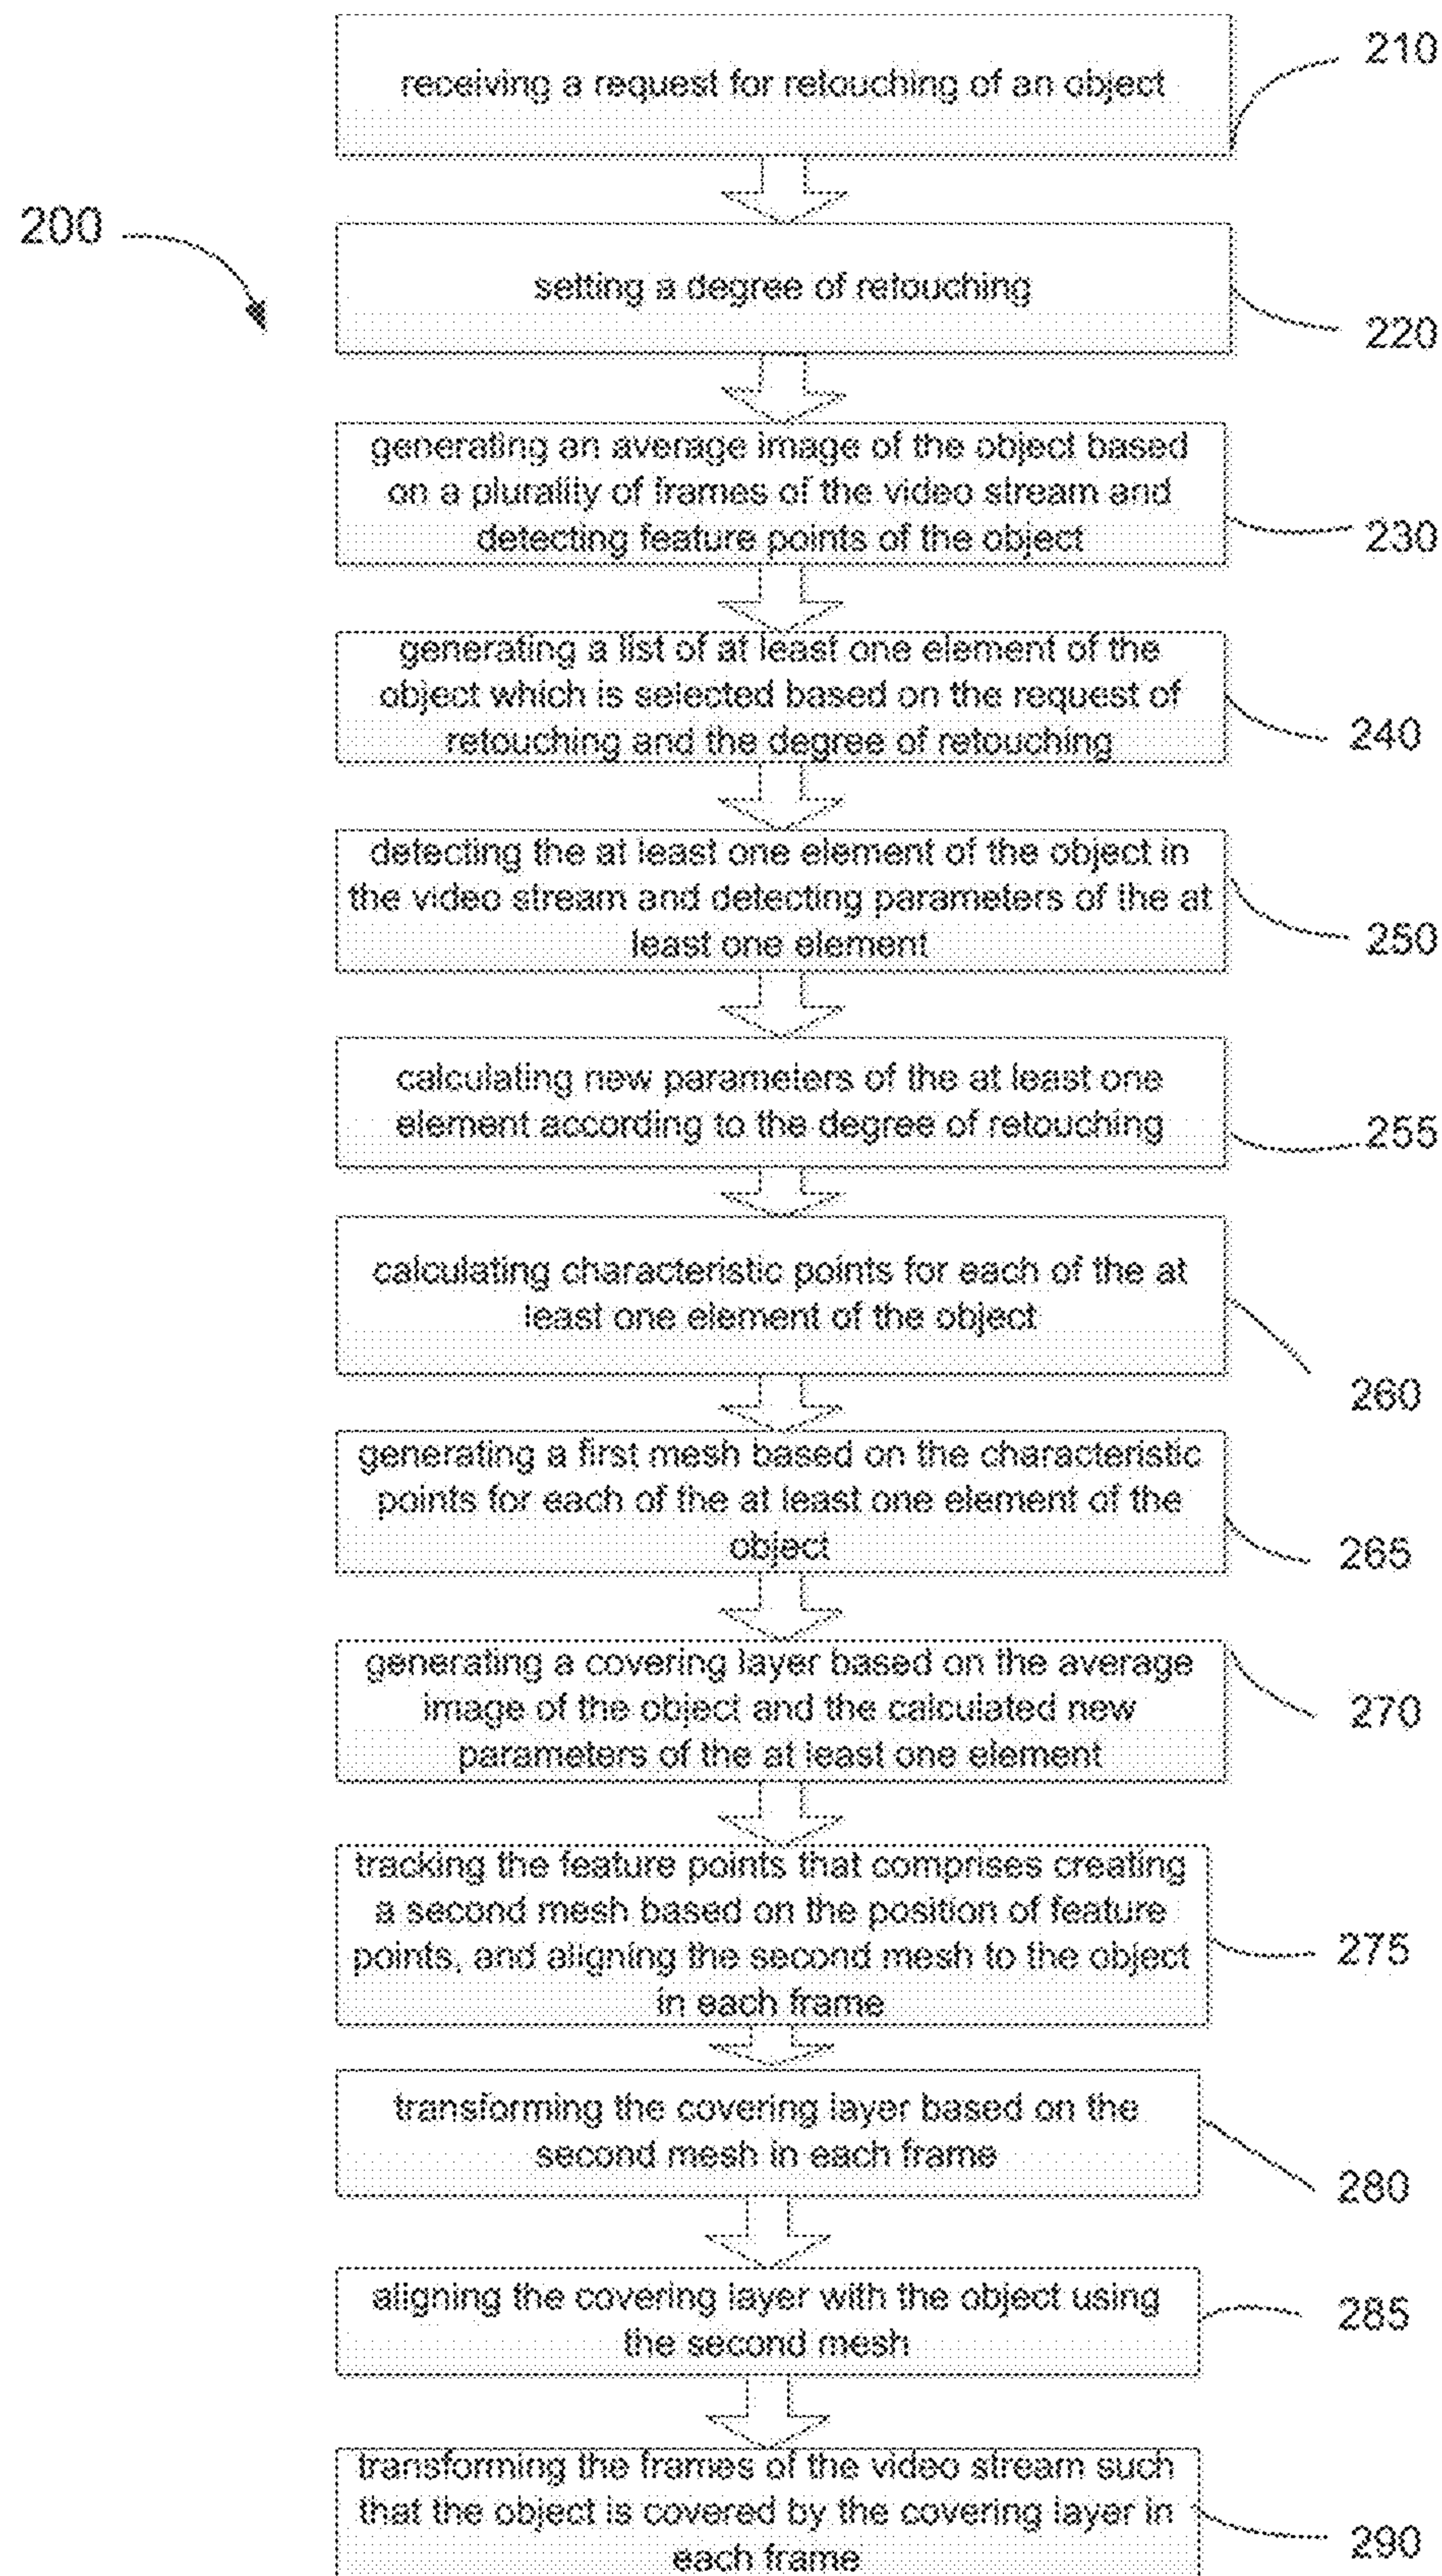 receiving a request for retouching of an object
210
200
setting a degree of retouching
220
generating an average image of the object based
on a plurality of frames of the video stream and
detecting feature points of the object
230
generating a list of at least one element of the
object which is selected based on the request of
retouching and the degree of retouching
240
detecting the at least one element of the object in
the video stream and detecting parameters of the at
least one element
250
calculating new parameters of the at least one
element according to the degree of retouching
255
calculating characteristic points for each of the at
least one element of the object
260
generating a first mesh based on the characteristic
points for each of the at least one element of the
object
265
generating a covering layer based on the average
image of the object and the calculated new
parameters of the at least one element
270
tracking the feature points that comprises creating
a second mesh based on the position of feature
points, and aligning the second mesh to the object
in each frame
275
transforming the covering layer based on the
second mesh in each frame
280
aligning the covering layer with the object using
the second mesh
285
transforming the frames of the video stream such
that the object is covered by the covering layer in
each frame
290